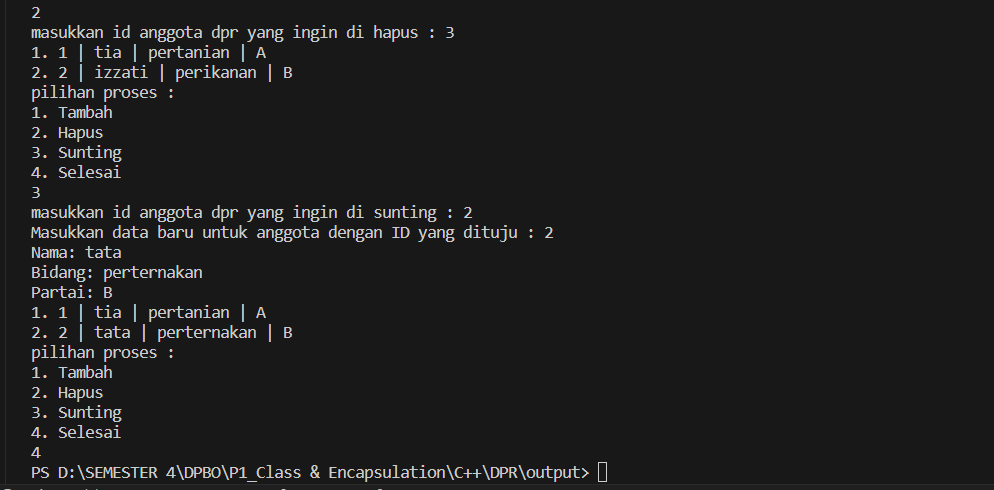 2
masukkan id anggota dpr yang ingin di hapus : 3
1. 1 | tia | pertanian | A
2. 2 | izzati | perikanan | B
pilihan proses :
1. Tambah
2. Hapus
3. Sunting
4. Selesai
3
masukkan id anggota dpr yang ingin di sunting : 2
Masukkan data baru untuk anggota dengan ID yang dituju : 2
Nama: tata
Bidang: perternakan
Partai: B
1. 1 | tia | pertanian | A
2. 2 | tata | perternakan | B
pilihan proses :
1. Tambah
2. Hapus
3. Sunting
4. Selesai
4
PS D:\SEMESTER 4\DPBO\P1_Class & Encapsulation\C++\DPR\output>